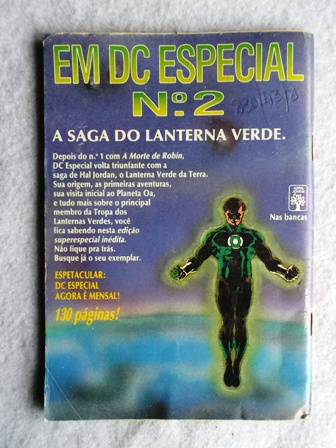 EM DC ESPECIAL
Nº 2
A SAGA DO LANTERNA VERDE.
Depois do n.º 1 com A Morte de Robin,
DC Especial volta triunfante com a
saga de Hal Jordan, o Lanterna Verde da Terra.
Sua origem, as primeiras aventuras,
sua visita inicial ao Planeta Oa,
e tudo mais sobre o principal
membro da Tropa dos
Lanternas Verdes, você
fica sabendo nesta edição
superespecial inédita.
Não fique pra trás.
Busque já o seu exemplar.
Nas bancas
ESPETACULAR:
DC ESPECIAL
AGORA É MENSAL!
130 páginas!